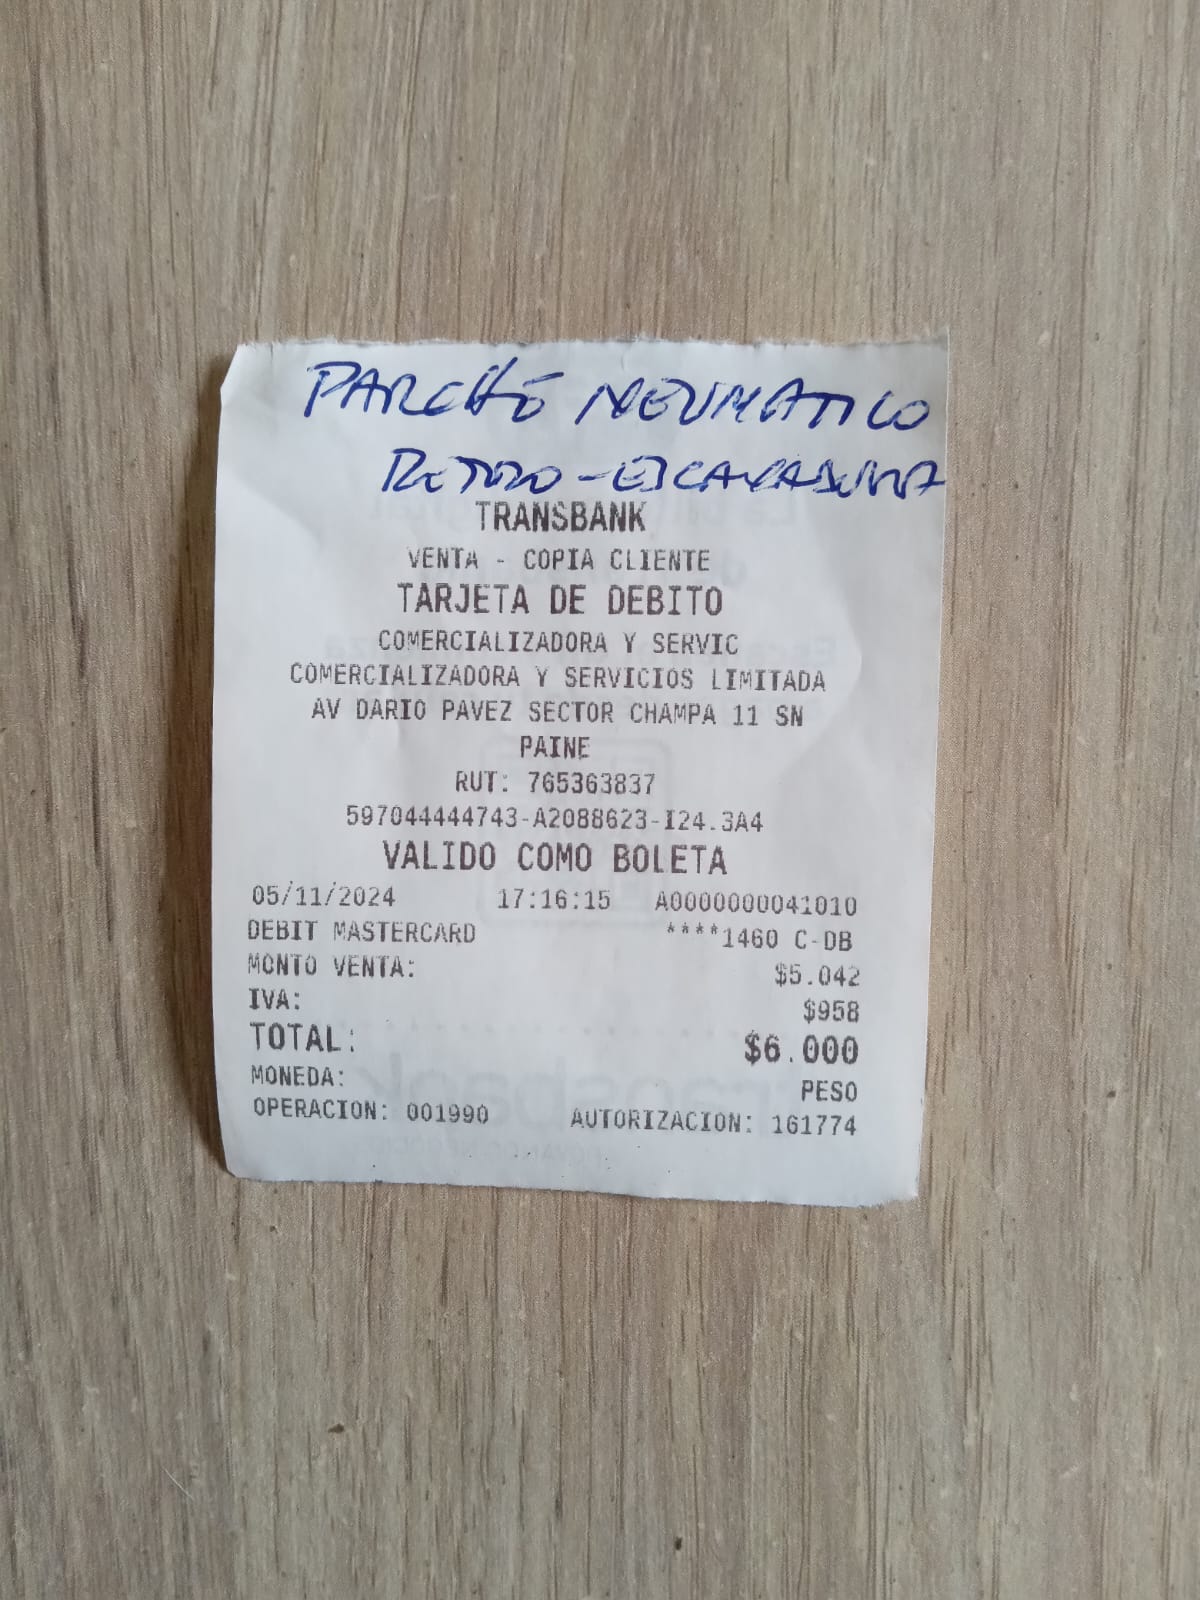 PARCHE NEUMATICO
RETRO-ESCAVADORA
TRANSBANK
VENTA - COPIA CLIENTE
TARJETA DE DEBITO
COMERCIALIZADORA Y SERVIC
COMERCIALIZADORA Y SERVICIOS LIMITADA
AV DARIO PAVEZ SECTOR CHAMPA 11 SN
PAINE
RUT: 765363837
597044444743-A2088623-I24.3A4
VALIDO COMO BOLETA
05/11/2024 17:16:15 A0000000041010
DEBIT MASTERCARD ****1460 C-DB
MONTO VENTA: $5.042
IVA: $958
TOTAL: $6.000
MONEDA: PESO
OPERACION: 001990 AUTORIZACION: 161774